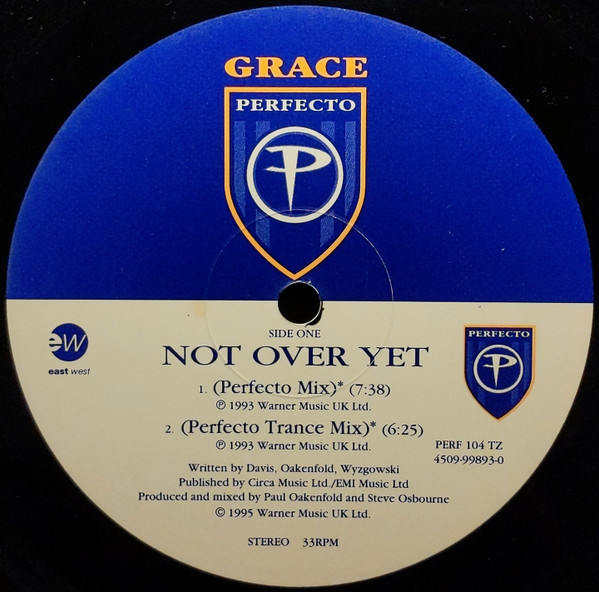 GRACE
PERFECTO
P
SIDE ONE
ew
east west
NOT OVER YET
PERFECTO
P
1. (Perfecto Mix)* (7:38)
℗ 1993 Warner Music UK Ltd.
2. (Perfecto Trance Mix)* (6:25)
℗ 1993 Warner Music UK Ltd.
PERF 104 TZ
4509-99893-0
Written by Davis, Oakenfold, Wyzgowski
Published by Circa Music Ltd./EMI Music Ltd
Produced and mixed by Paul Oakenfold and Steve Osbourne
© 1995 Warner Music UK Ltd.
STEREO 33RPM